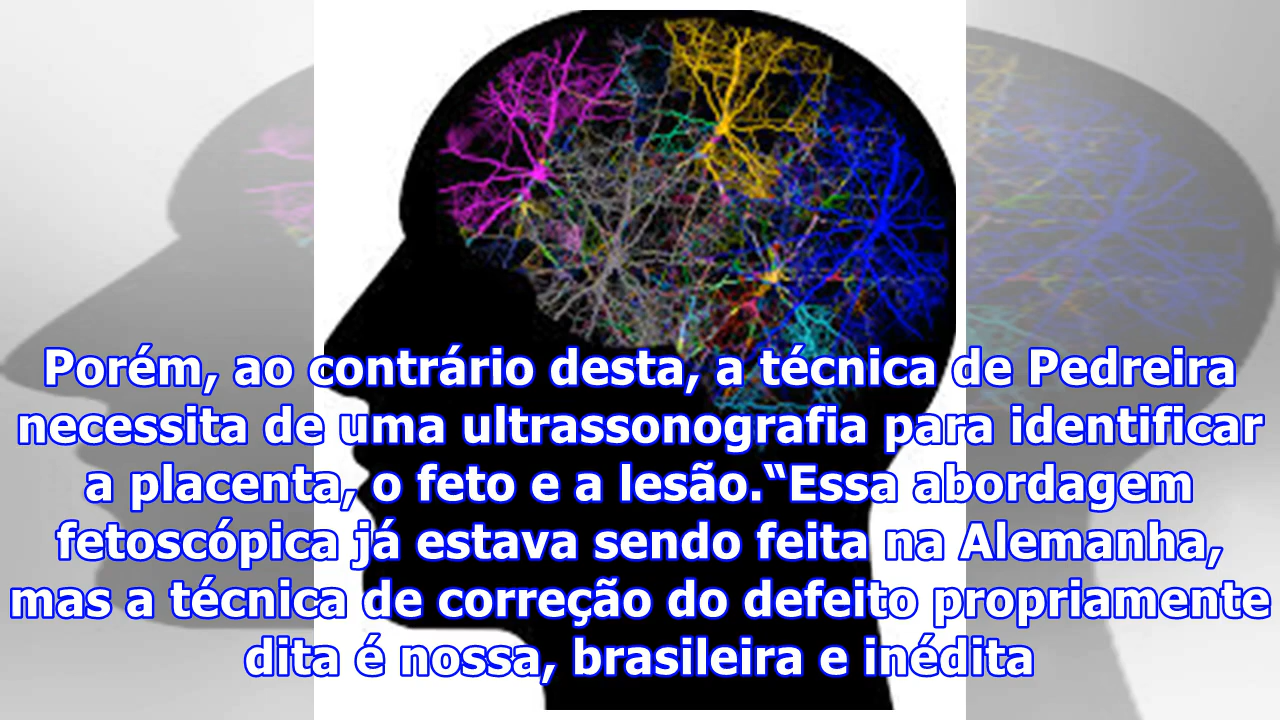 Porém, ao contrário desta, a técnica de Pedreira
necessita de uma ultrassonografia para identificar
a placenta, o feto e a lesão.“Essa abordagem
fetoscópica já estava sendo feita na Alemanha,
mas a técnica de correção do defeito propriamente
dita é nossa, brasileira e inédita